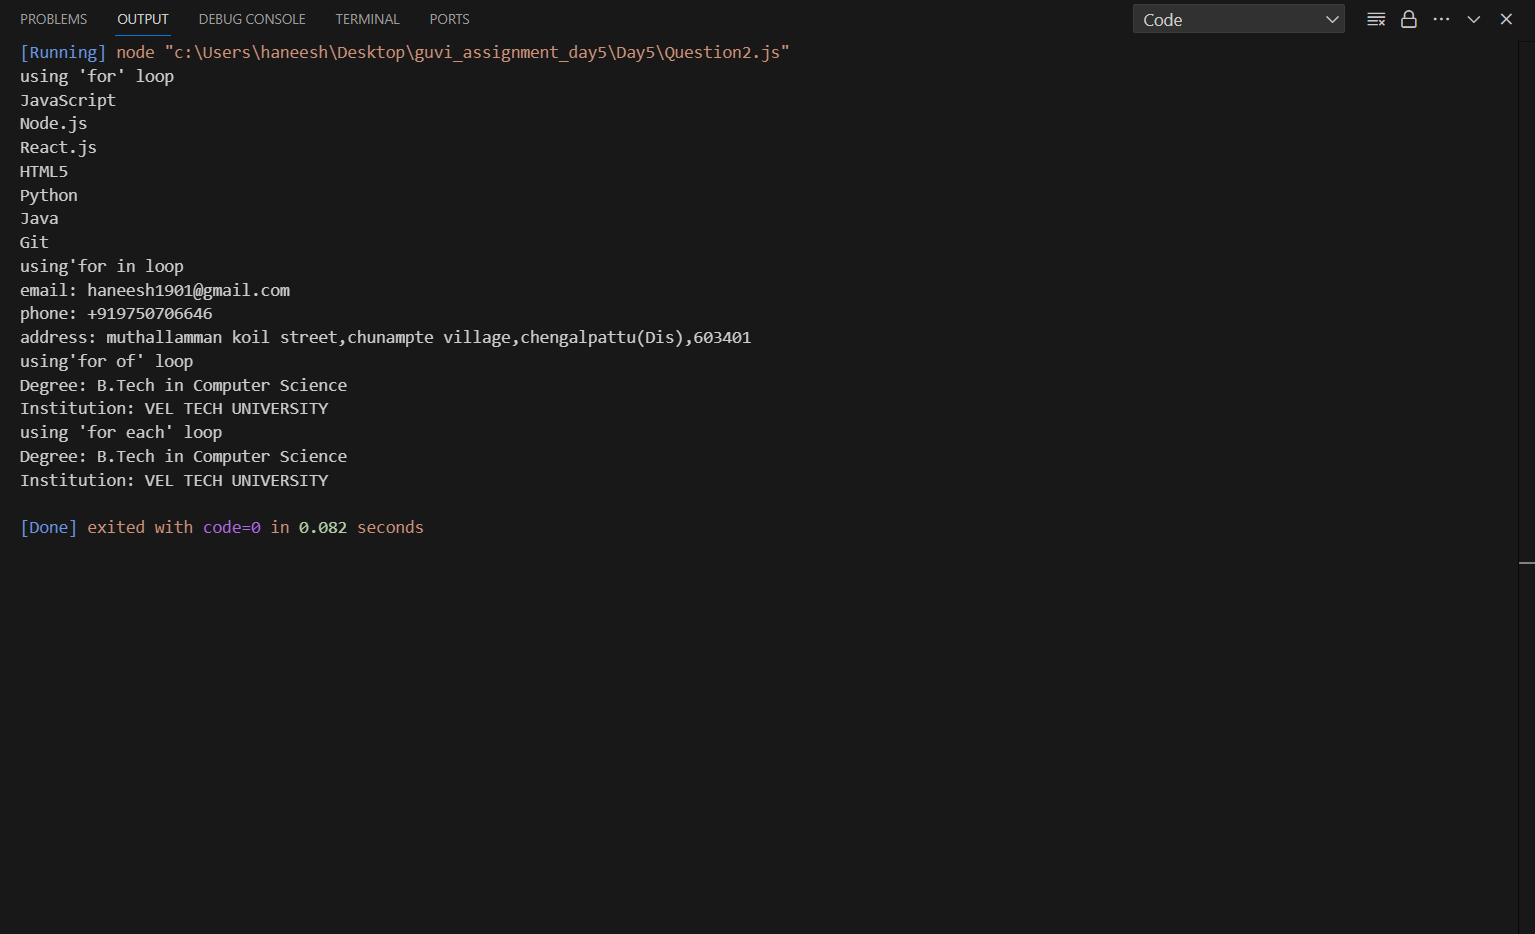 PROBLEMS OUTPUT DEBUG CONSOLE TERMINAL PORTS Code
[Running] node "c:\Users\haneesh\Desktop\guvi_assignment_day5\Day5\Question2.js"
using 'for' loop
JavaScript
Node.js
React.js
HTML5
Python
Java
Git
using'for in loop
email: haneesh1901@gmail.com
phone: +919750706646
address: muthallamman koil street,chunampte village,chengalpattu(Dis),603401
using'for of' loop
Degree: B.Tech in Computer Science
Institution: VEL TECH UNIVERSITY
using 'for each' loop
Degree: B.Tech in Computer Science
Institution: VEL TECH UNIVERSITY
[Done] exited with code=0 in 0.082 seconds